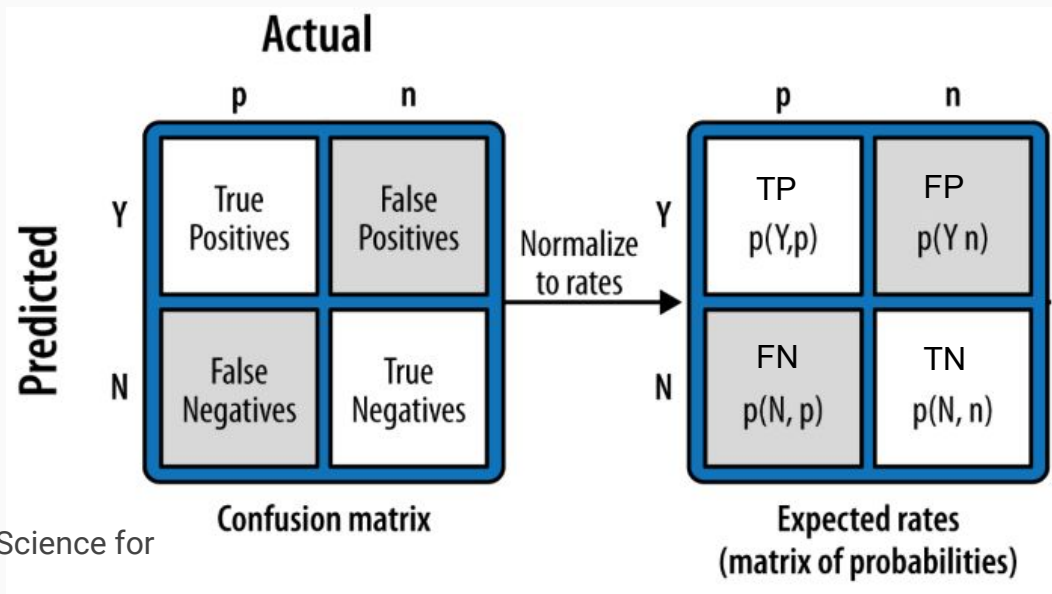 Actual
p n
p n
Y
True
Positives
False
Positives
Normalize
to rates
Y
TP
p(Y,p)
FP
p(Y n)
Predicted
N
False
Negatives
True
Negatives
N
FN
p(N, p)
TN
p(N, n)
Confusion matrix
Expected rates
(matrix of probabilities)
Science for